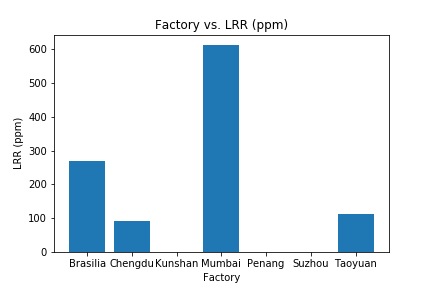 Factory vs. LRR (ppm)
600
500
400
300
200
100
0
LRR (ppm)
Brasilia Chengdu Kunshan Mumbai Penang Suzhou Taoyuan
Factory